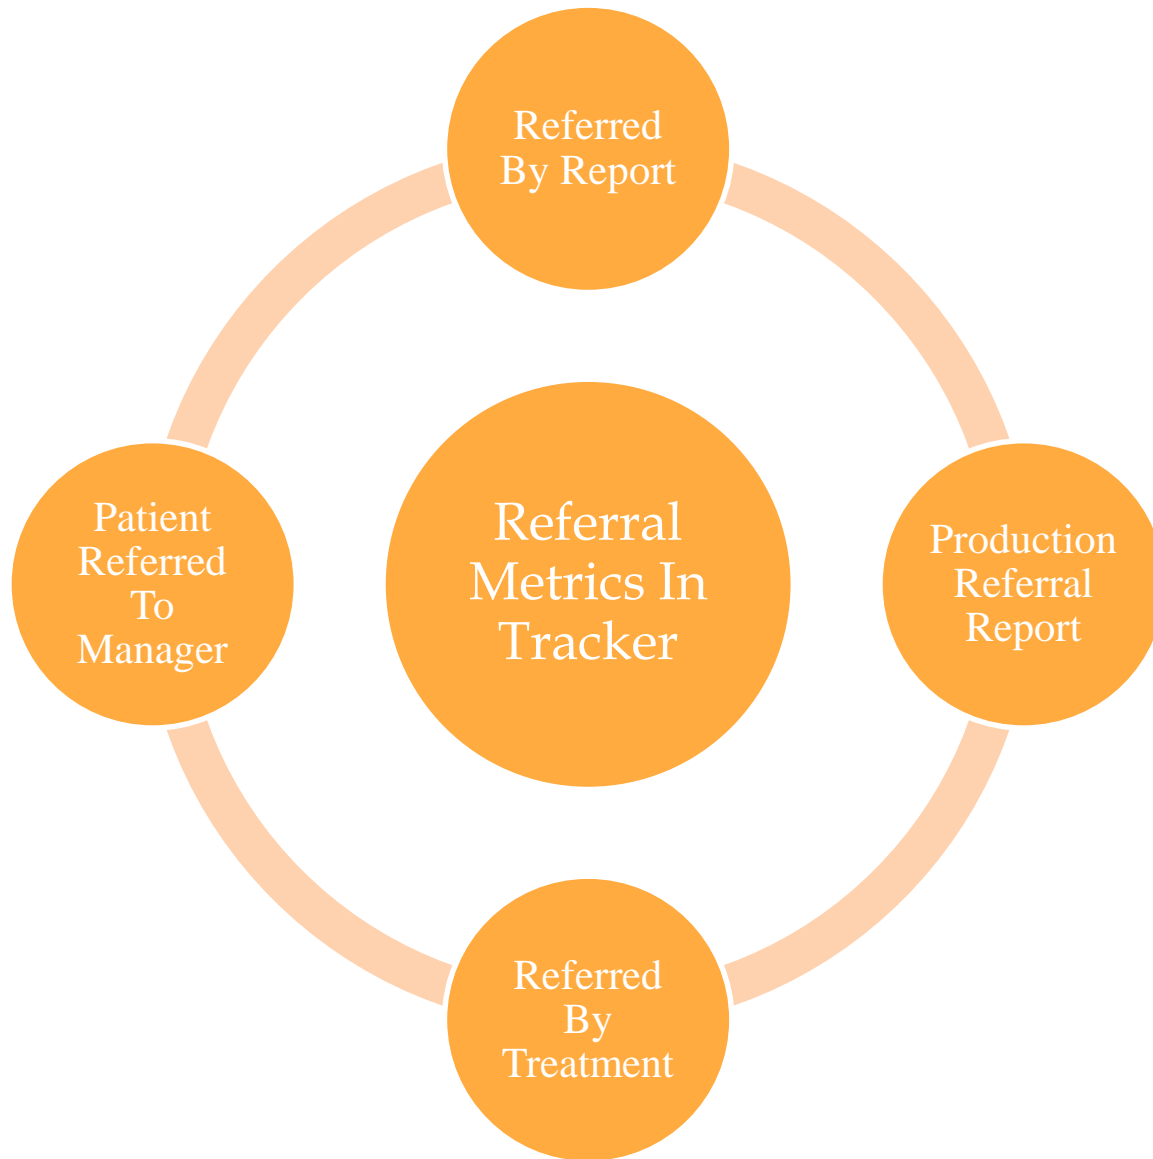 Referred
By Report
Patient
Referred
To
Manager
Referral
Metrics In
Tracker
Production
Referral
Report
Referred
By
Treatment